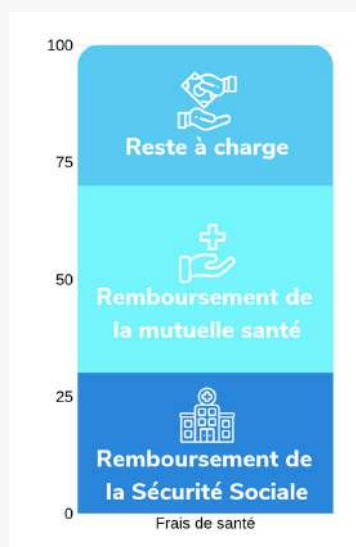 100
Reste à charge
75
50
Remboursement de
la mutuelle santé
25
Remboursement de
la Sécurité Sociale
0
Frais de santé